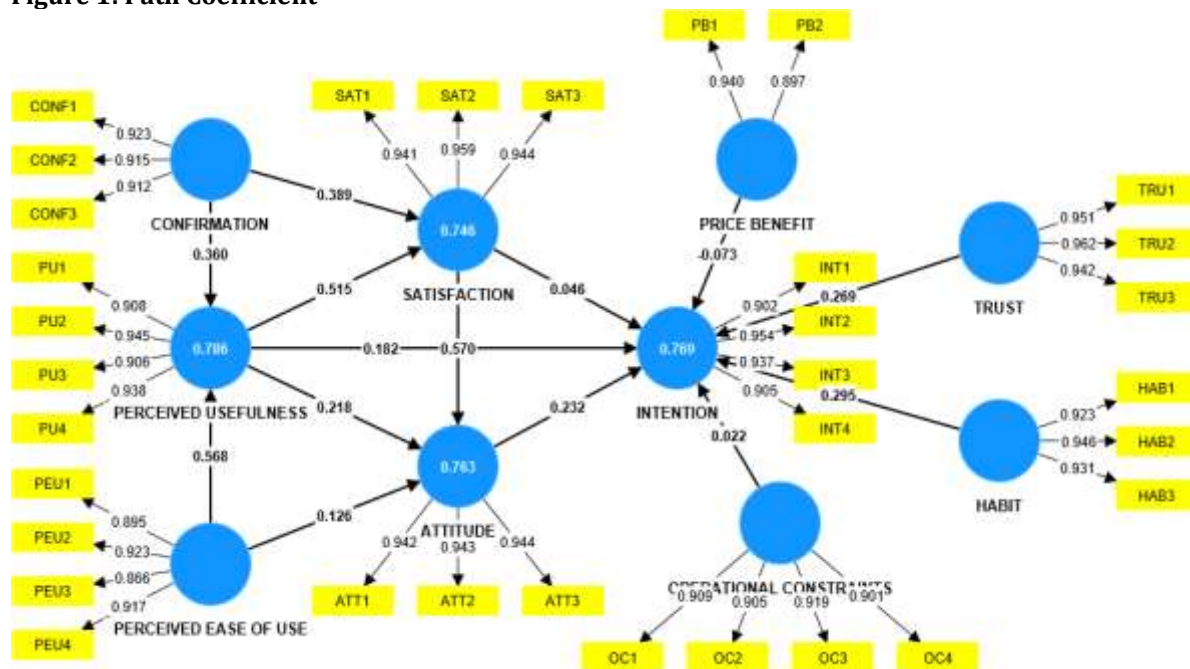 Figure 1. Path Coefficient
PB1
PB2
0.940
0.897
PRICE BENEFIT
-0.073
CONF1
CONF2
CONF3
0.923
0.915
0.912
CONFIRMATION
0.389
0.360
SAT1
SAT2
SAT3
0.941
0.959
0.944
0.746
SATISFACTION
0.515
0.046
0.570
TRU1
TRU2
TRU3
0.951
0.962
0.942
TRUST
0.269
PU1
PU2
PU3
PU4
0.908
0.945
0.906
0.938
0.786
PERCEIVED USEFULNESS
0.182
0.218
0.568
INT1
INT2
INT3
INT4
0.902
0.954
0.937
0.905
0.769
INTENTION
0.232
0.295
0.022
HAB1
HAB2
HAB3
0.923
0.946
0.931
HABIT
PEU1
PEU2
PEU3
PEU4
0.895
0.923
0.866
0.917
PERCEIVED EASE OF USE
0.126
0.763
ATTITUDE
0.942
0.943
0.944
ATT1
ATT2
ATT3
OPERATIONAL CONSTRAINTS
0.909
0.905
0.919
0.901
OC1
OC2
OC3
OC4